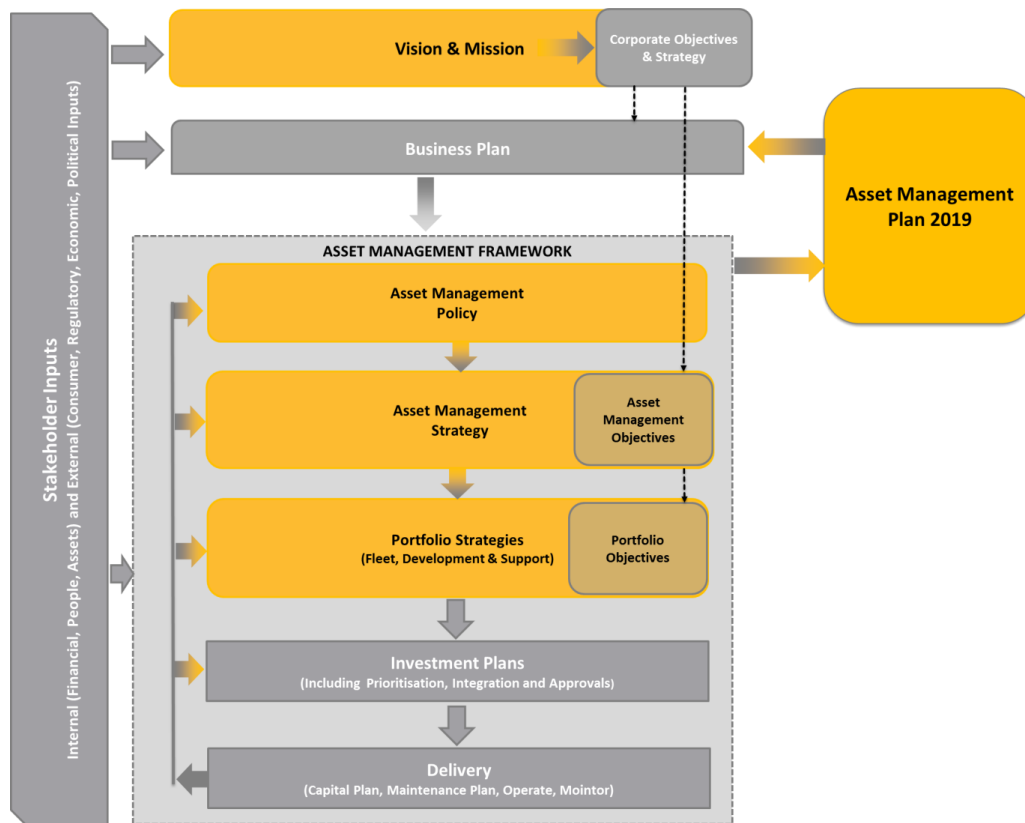 Stakeholder Inputs
Internal (Financial, People, Assets) and External (Consumer, Regulatory, Economic, Political Inputs)
Vision & Mission
Corporate Objectives
& Strategy
Business Plan
Asset Management
Plan 2019
ASSET MANAGEMENT FRAMEWORK
Asset Management
Policy
Asset Management
Strategy
Asset
Management
Objectives
Portfolio Strategies
(Fleet, Development & Support)
Portfolio
Objectives
Investment Plans
(Including Prioritisation, Integration and Approvals)
Delivery
(Capital Plan, Maintenance Plan, Operate, Mointor)